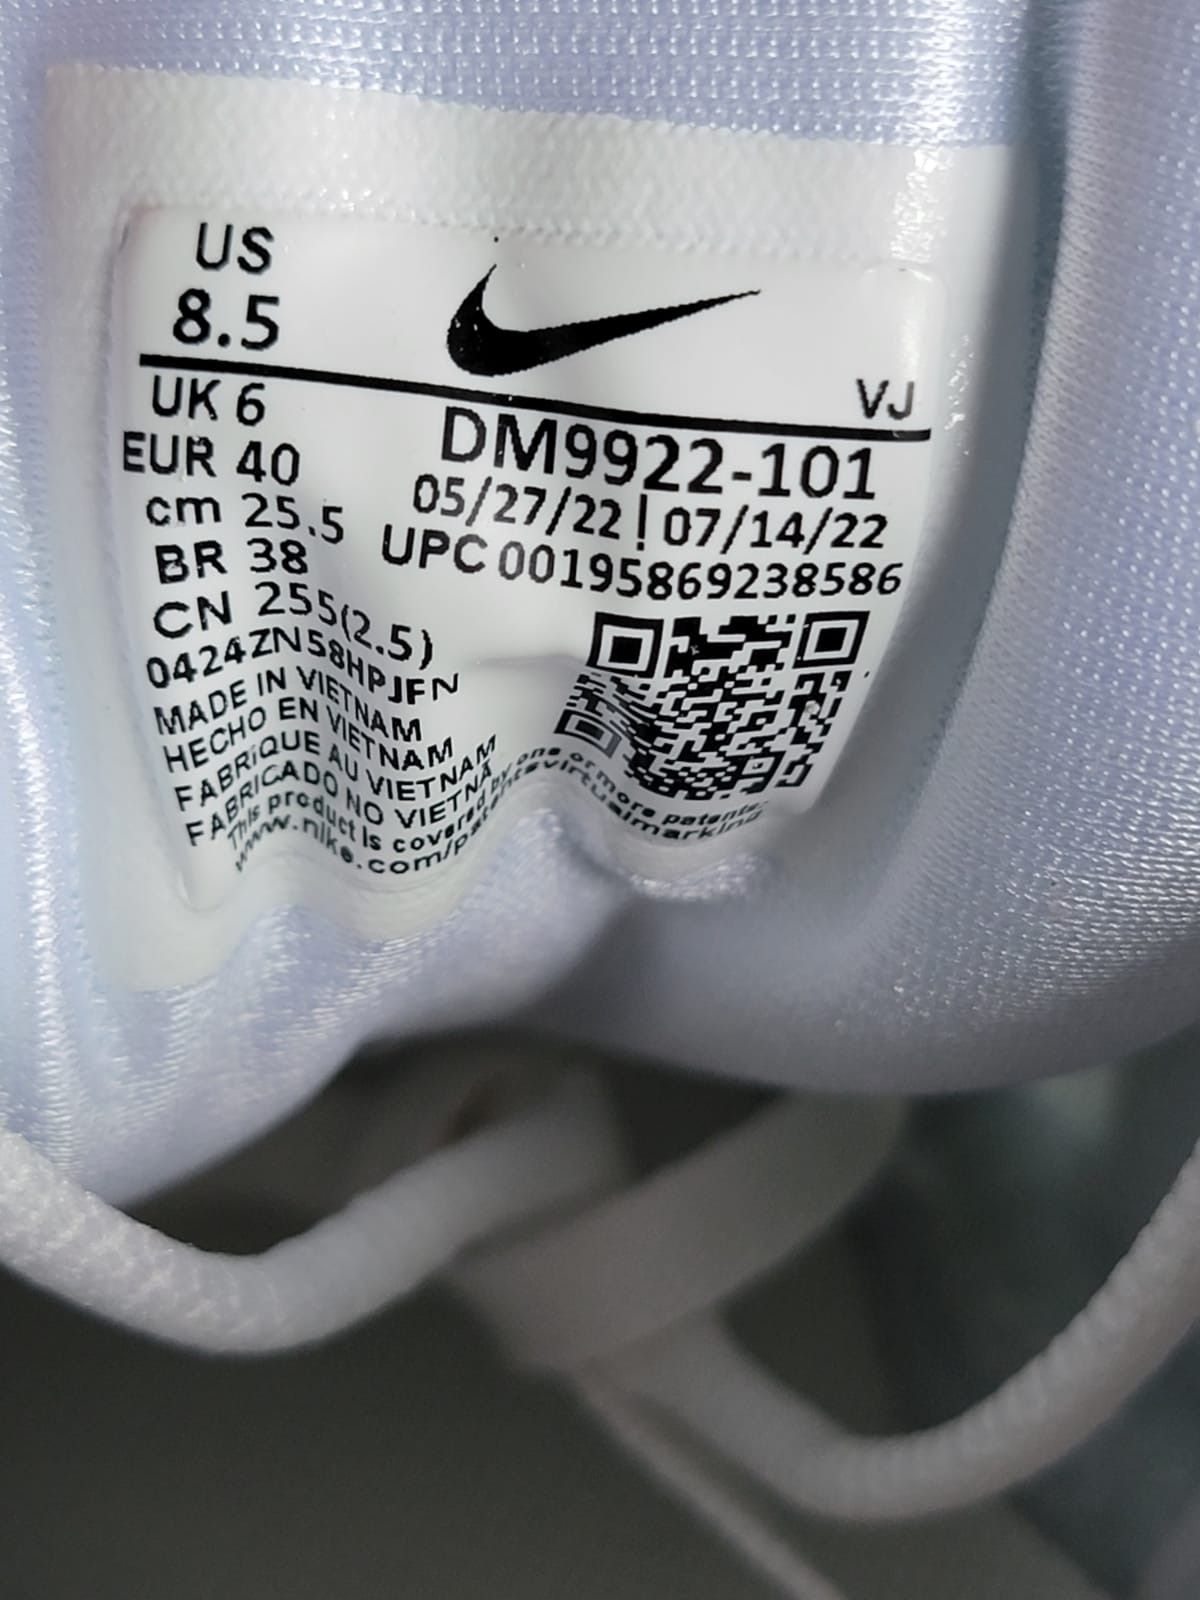 US
8.5
VJ
UK 6
EUR 40
cm 25.5
BR 38
CN 255(2.5)
DM9922-101
05/27/22 | 07/14/22
UPC 00195869238586
0424ZN58HPJFN
MADE IN VIETNAM
HECHO EN VIETNAM
FABRiQUE AU VIETNAM
FABRICADO NO VIETNÃ
This product is covered by one or more patents:
www.nike.com/patentsvirtualmarking